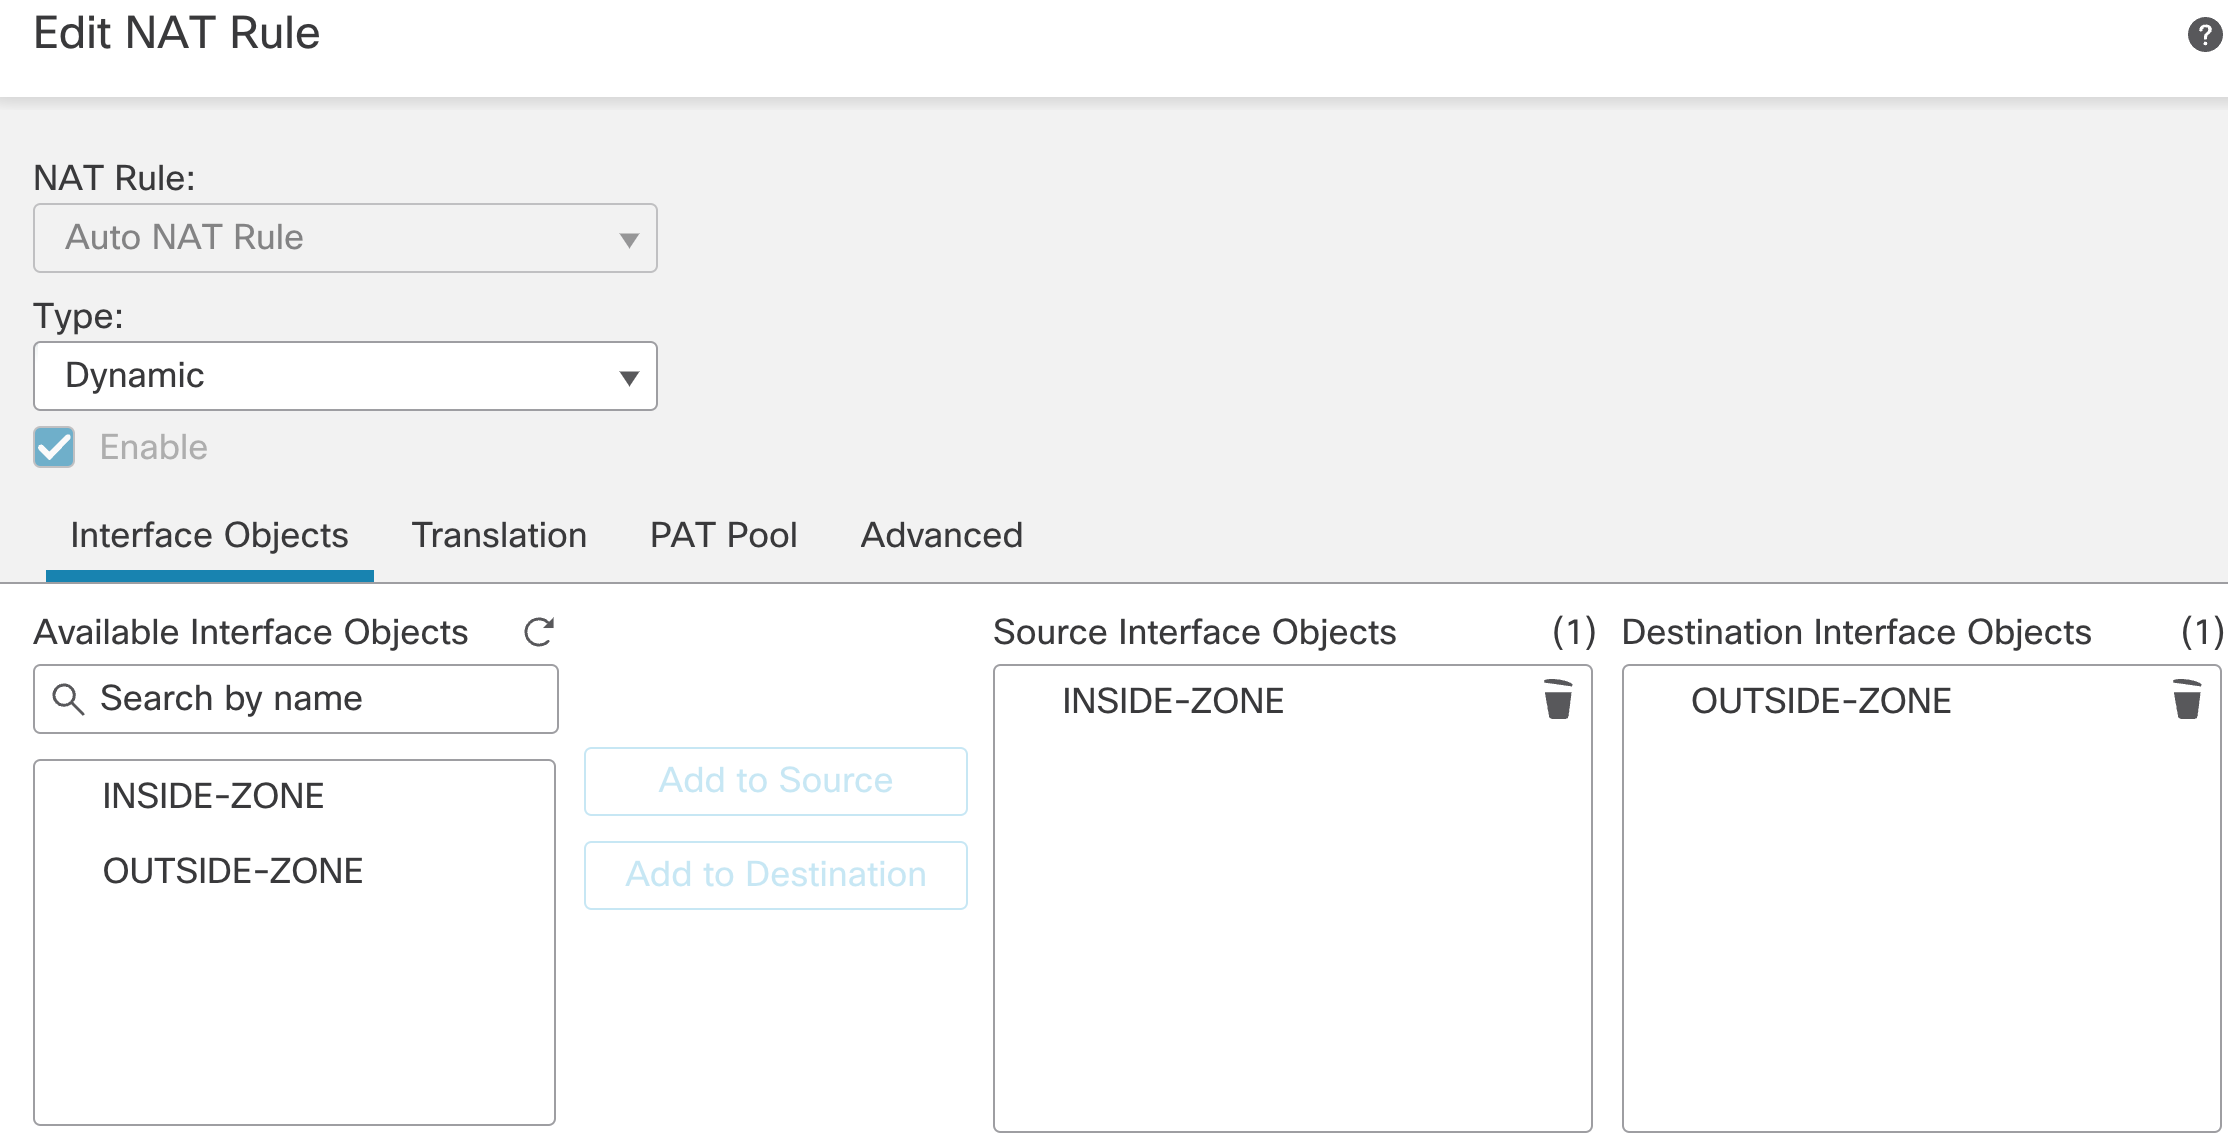 Edit NAT Rule
?
NAT Rule:
Auto NAT Rule
Type:
Dynamic
Enable
Interface Objects Translation PAT Pool Advanced
Available Interface Objects
Search by name
INSIDE-ZONE
OUTSIDE-ZONE
Add to Source
Add to Destination
Source Interface Objects (1)
INSIDE-ZONE
Destination Interface Objects (1)
OUTSIDE-ZONE